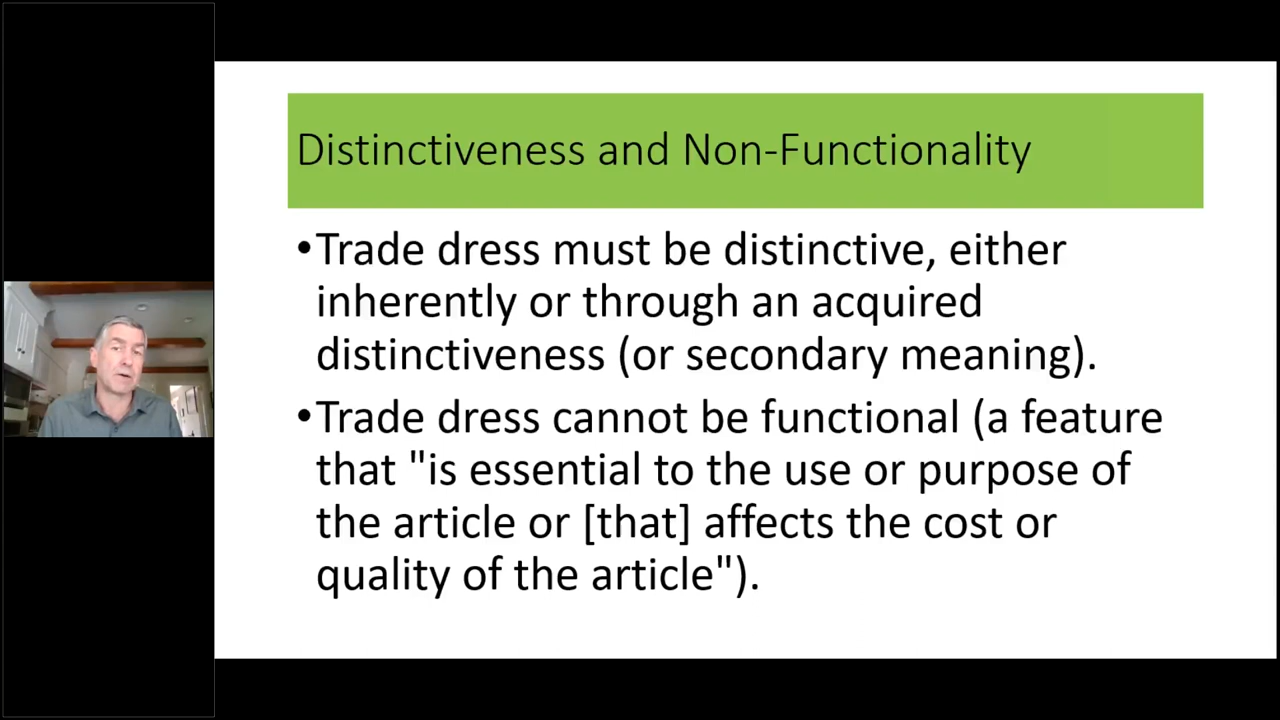 Distinctiveness and Non-Functionality
•Trade dress must be distinctive, either
inherently or through an acquired
distinctiveness (or secondary meaning).
•Trade dress cannot be functional (a feature
that "is essential to the use or purpose of
the article or [that] affects the cost or
quality of the article").